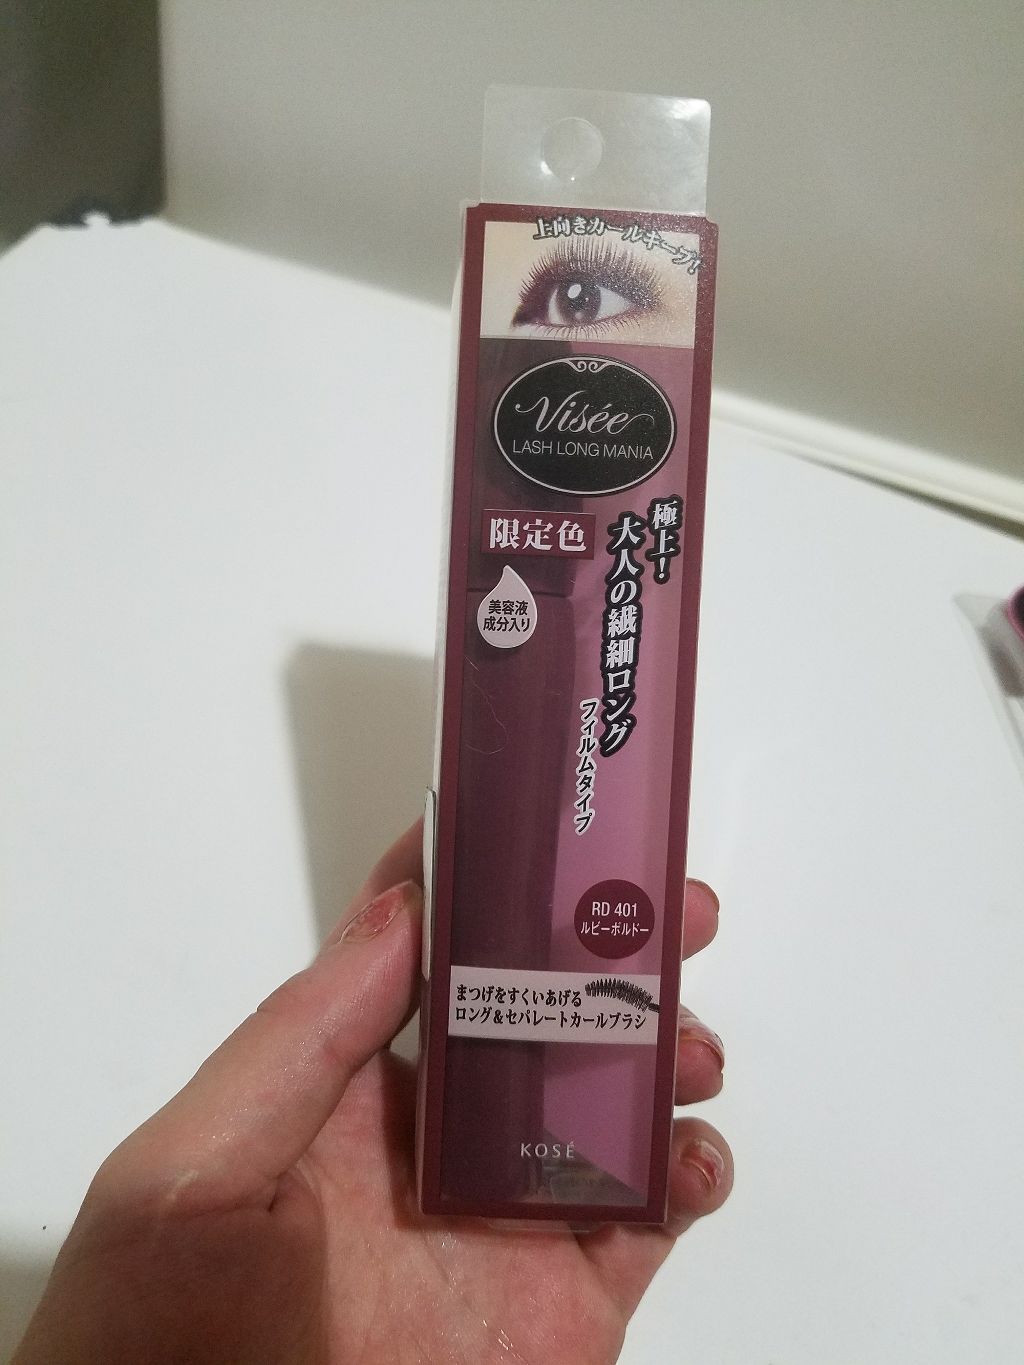 上向きカールキープ!
Visée
LASH LONG MANIA
限定色
美容液
成分入り
極上!
大人の繊細ロング
フィルムタイプ
RD 401
ルビーボルドー
まつげをすくいあげる
ロング&セパレートカールブラシ
KOSÉ